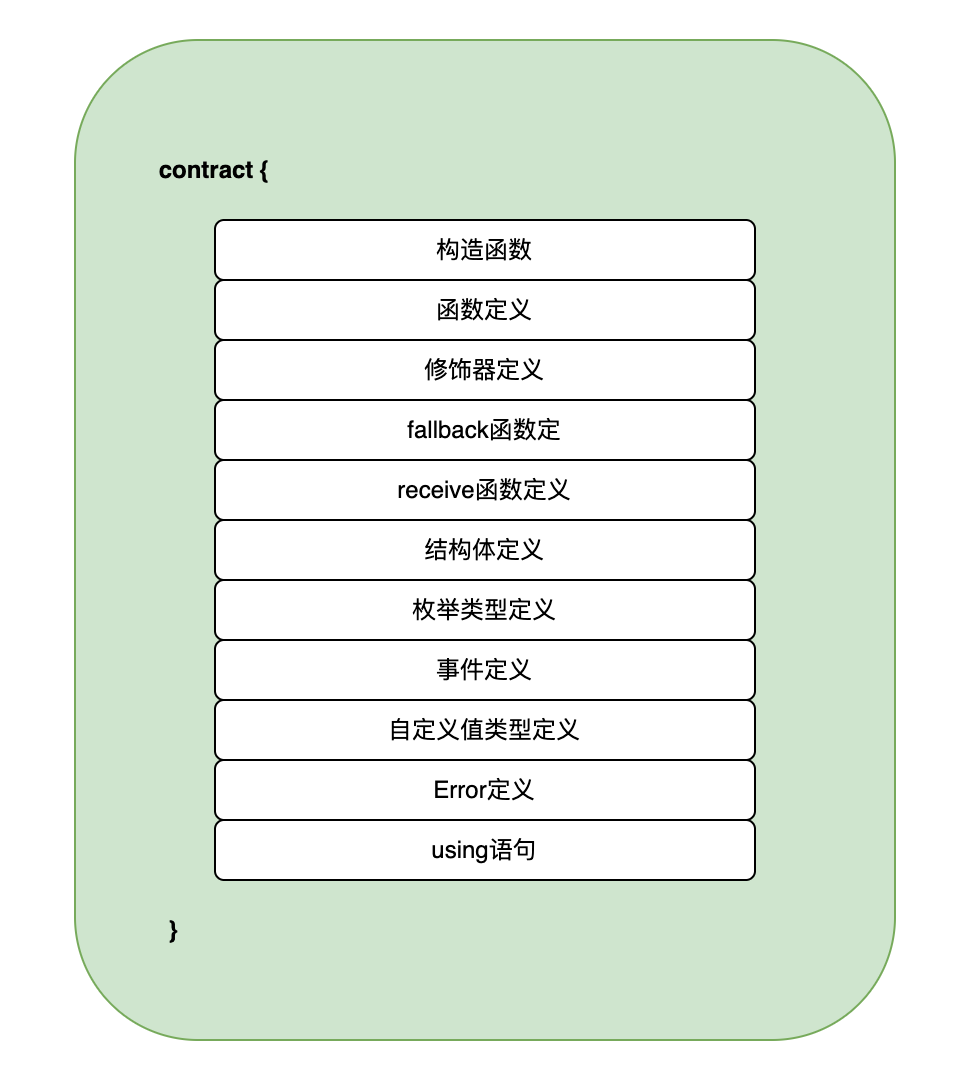 contract {
构造函数
函数定义
修饰器定义
fallback函数定
receive函数定义
结构体定义
枚举类型定义
事件定义
自定义值类型定义
Error定义
using语句
}